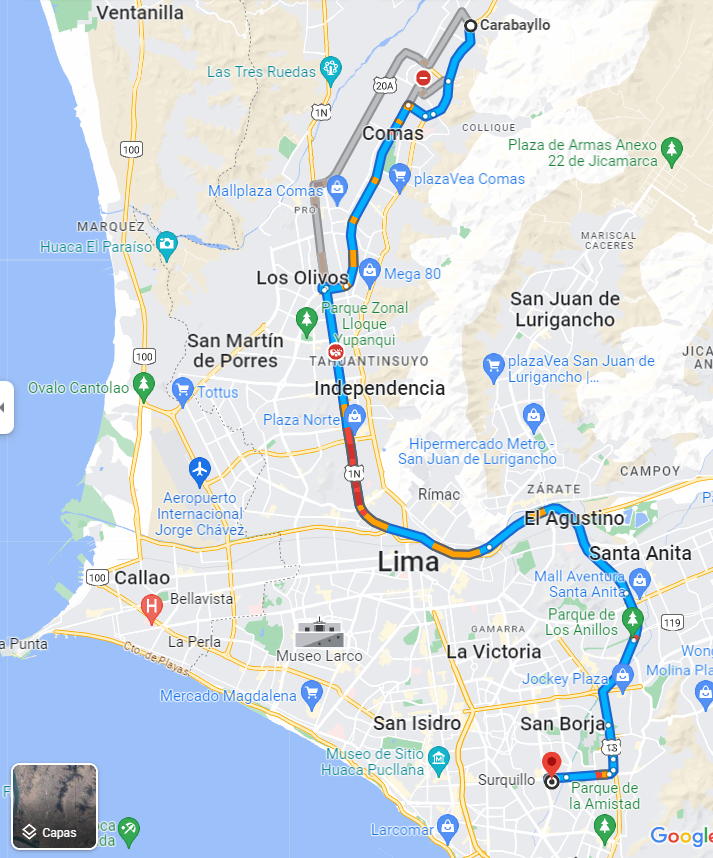 Ventanilla
Carabayllo
Las Tres Ruedas
20A
1N
Comas
COLLIQUE
100
Plaza de Armas Anexo
22 de Jicamarca
Mallplaza Comas
plazaVea Comas
PRO
MARQUEZ
Huaca El Paraíso
MARISCAL
CACERES
Los Olivos
Mega 80
San Juan de
Lurigancho
Parque Zonal
Lloque
Yupanqui
San Martín
de Porres
100
TAHUANTINSUYO
JICA
AN
plazaVea San Juan de
Lurigancho |...
Ovalo Cantolao
Tottus
Independencia
Plaza Norte
Hipermercado Metro -
San Juan de Lurigancho
1N
CAMPOY
Aeropuerto
Internacional
Jorge Chávez
Rímac
ZÁRATE
El Agustino
Santa Anita
Lima
100
Callao
Mall Aventura
Santa Anita
Bellavista
Parque de
Los Anillos
119
a Punta
La Perla
GAMARRA
Cto. de Playas
Museo Larco
La Victoria
Won
Jockey Plaza
Molina Pla
Mercado Magdalena
San Isidro
San Borja
1S
Museo de Sitio
Huaca Pucllana
Surquillo
Parque de
la Amistad
Capas
oca
da
Larcomar
Google